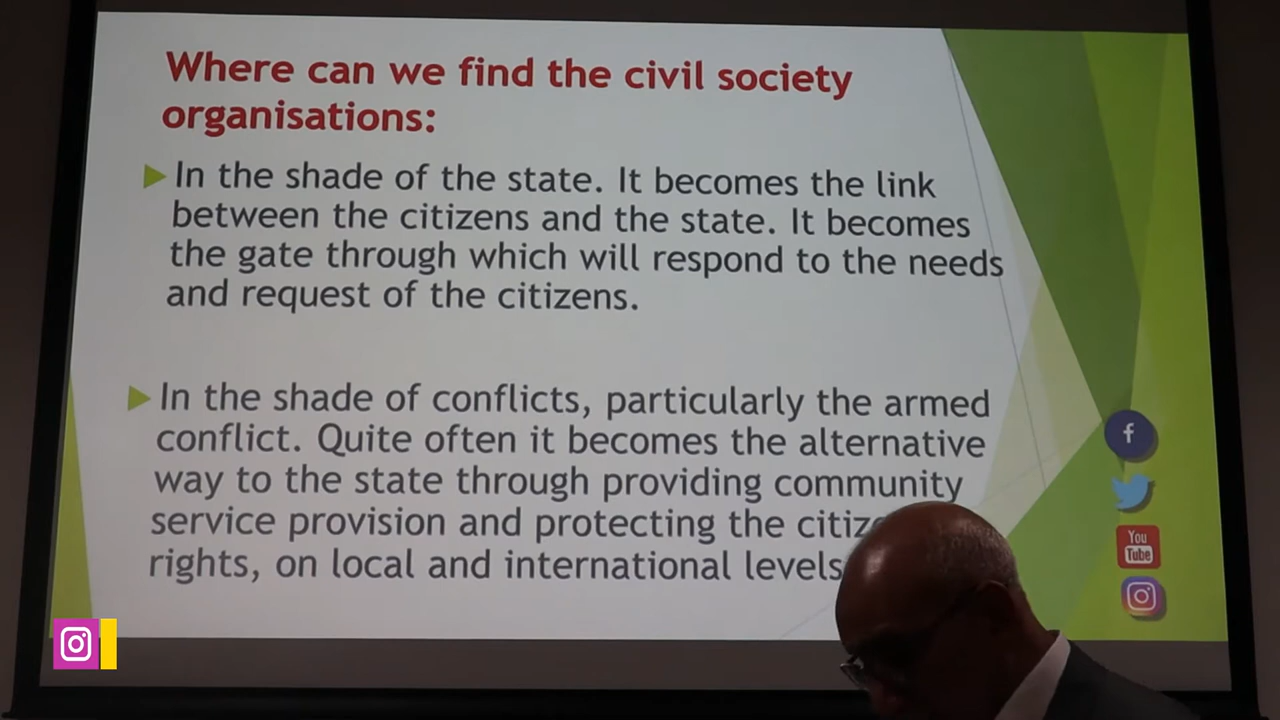 Where can we find the civil society
organisations:
In the shade of the state. It becomes the link
between the citizens and the state. It becomes
the gate through which will respond to the needs
and request of the citizens.
In the shade of conflicts, particularly the armed
conflict. Quite often it becomes the alternative
way to the state through providing community
service provision and protecting the
rights, on local and international levels
f
You
Tube